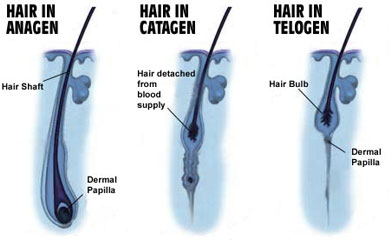 HAIR IN
ANAGEN
Hair Shaft
Dermal
Papilla
HAIR IN
CATAGEN
Hair detached
from
blood
supply
HAIR IN
TELOGEN
Hair Bulb
Dermal
Papilla